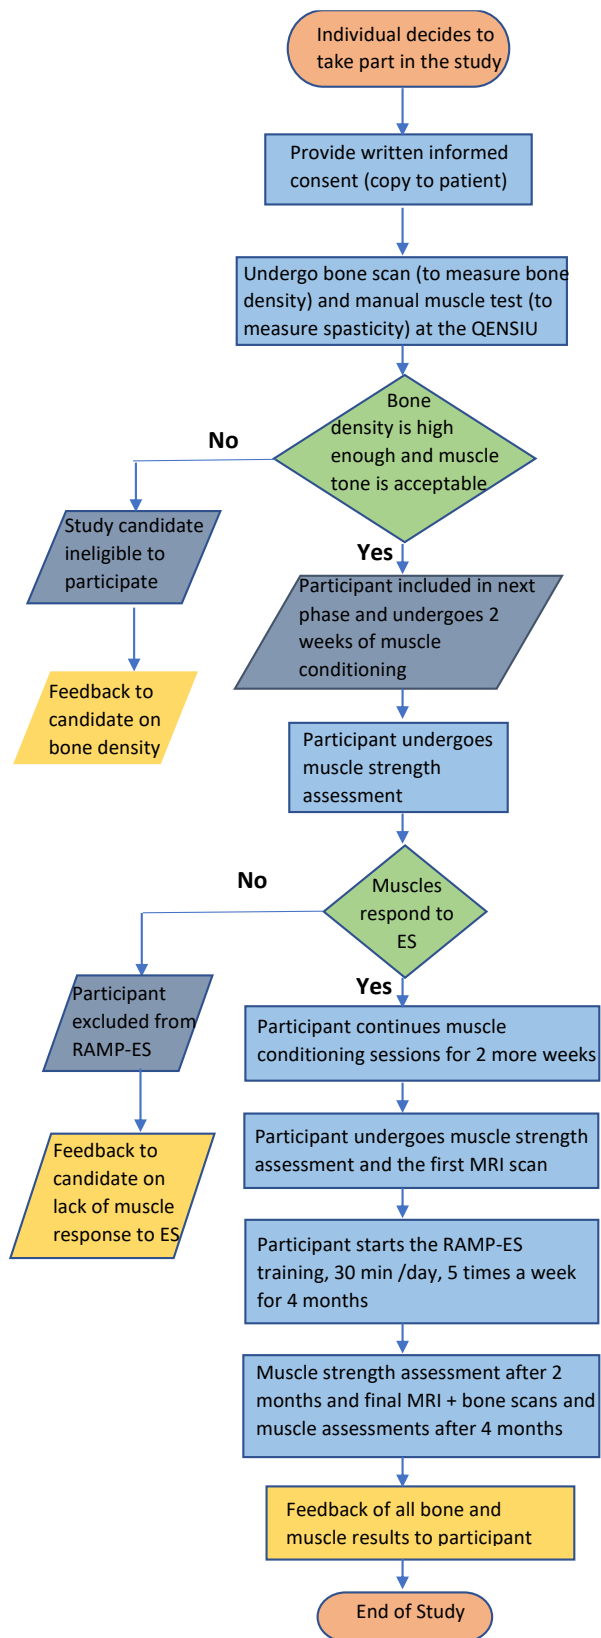 Individual decides to
take part in the study
Provide written informed
consent (copy to patient)
Undergo bone scan (to measure bone
density) and manual muscle test (to
measure spasticity) at the QENSIU
Bone
density is high
enough and muscle
tone is acceptable
No
Study candidate
ineligible to
participate
Feedback to
candidate on
bone density
Yes
Participant included in next
phase and undergoes 2
weeks of muscle
conditioning
Participant undergoes
muscle strength
assessment
Muscles
respond to
ES
No
Participant
excluded from
RAMP-ES
Feedback to
candidate on
lack of muscle
response to ES
Yes
Participant continues muscle
conditioning sessions for 2 more weeks
Participant undergoes muscle strength
assessment and the first MRI scan
Participant starts the RAMP-ES
training, 30 min /day, 5 times a week
for 4 months
Muscle strength assessment after 2
months and final MRI + bone scans and
muscle assessments after 4 months
Feedback of all bone and
muscle results to participant
End of Study